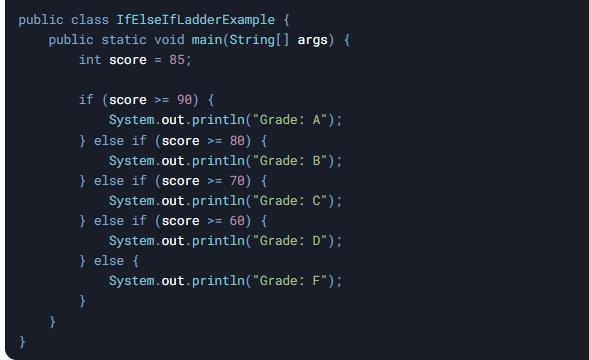 public class IfElseIfLadderExample {
    public static void main(String[] args) {
        int score = 85;

        if (score >= 90) {
            System.out.println("Grade: A");
        } else if (score >= 80) {
            System.out.println("Grade: B");
        } else if (score >= 70) {
            System.out.println("Grade: C");
        } else if (score >= 60) {
            System.out.println("Grade: D");
        } else {
            System.out.println("Grade: F");
        }
    }
}